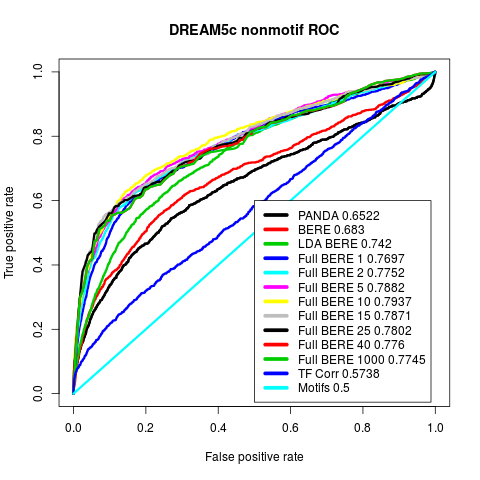 DREAM5c nonmotif ROC
True positive rate
1.0
0.8
0.6
0.4
0.2
0.0
PANDA 0.6522
BERE 0.683
LDA BERE 0.742
Full BERE 1 0.7697
Full BERE 2 0.7752
Full BERE 5 0.7882
Full BERE 10 0.7937
Full BERE 15 0.7871
Full BERE 25 0.7802
Full BERE 40 0.776
Full BERE 1000 0.7745
TF Corr 0.5738
Motifs 0.5
0.0 0.2 0.4 0.6 0.8 1.0
False positive rate